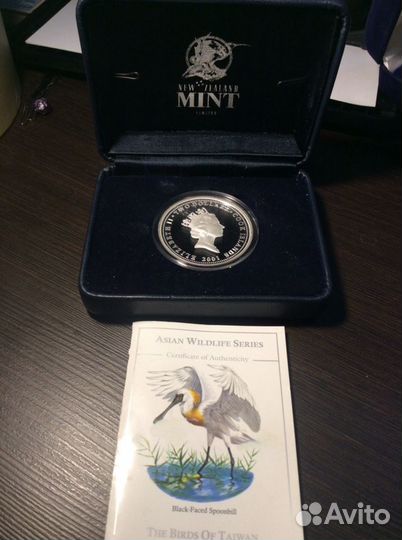 NEW ZEALAND
MINT
LIMITED
ELIZABETH II • TWO DOLLARS • COOK ISLANDS
2001
ASIAN WILDLIFE SERIES
Certificate of Authenticity
Black-Faced Spoonbill
THE BIRDS OF TAIWAN
Avito